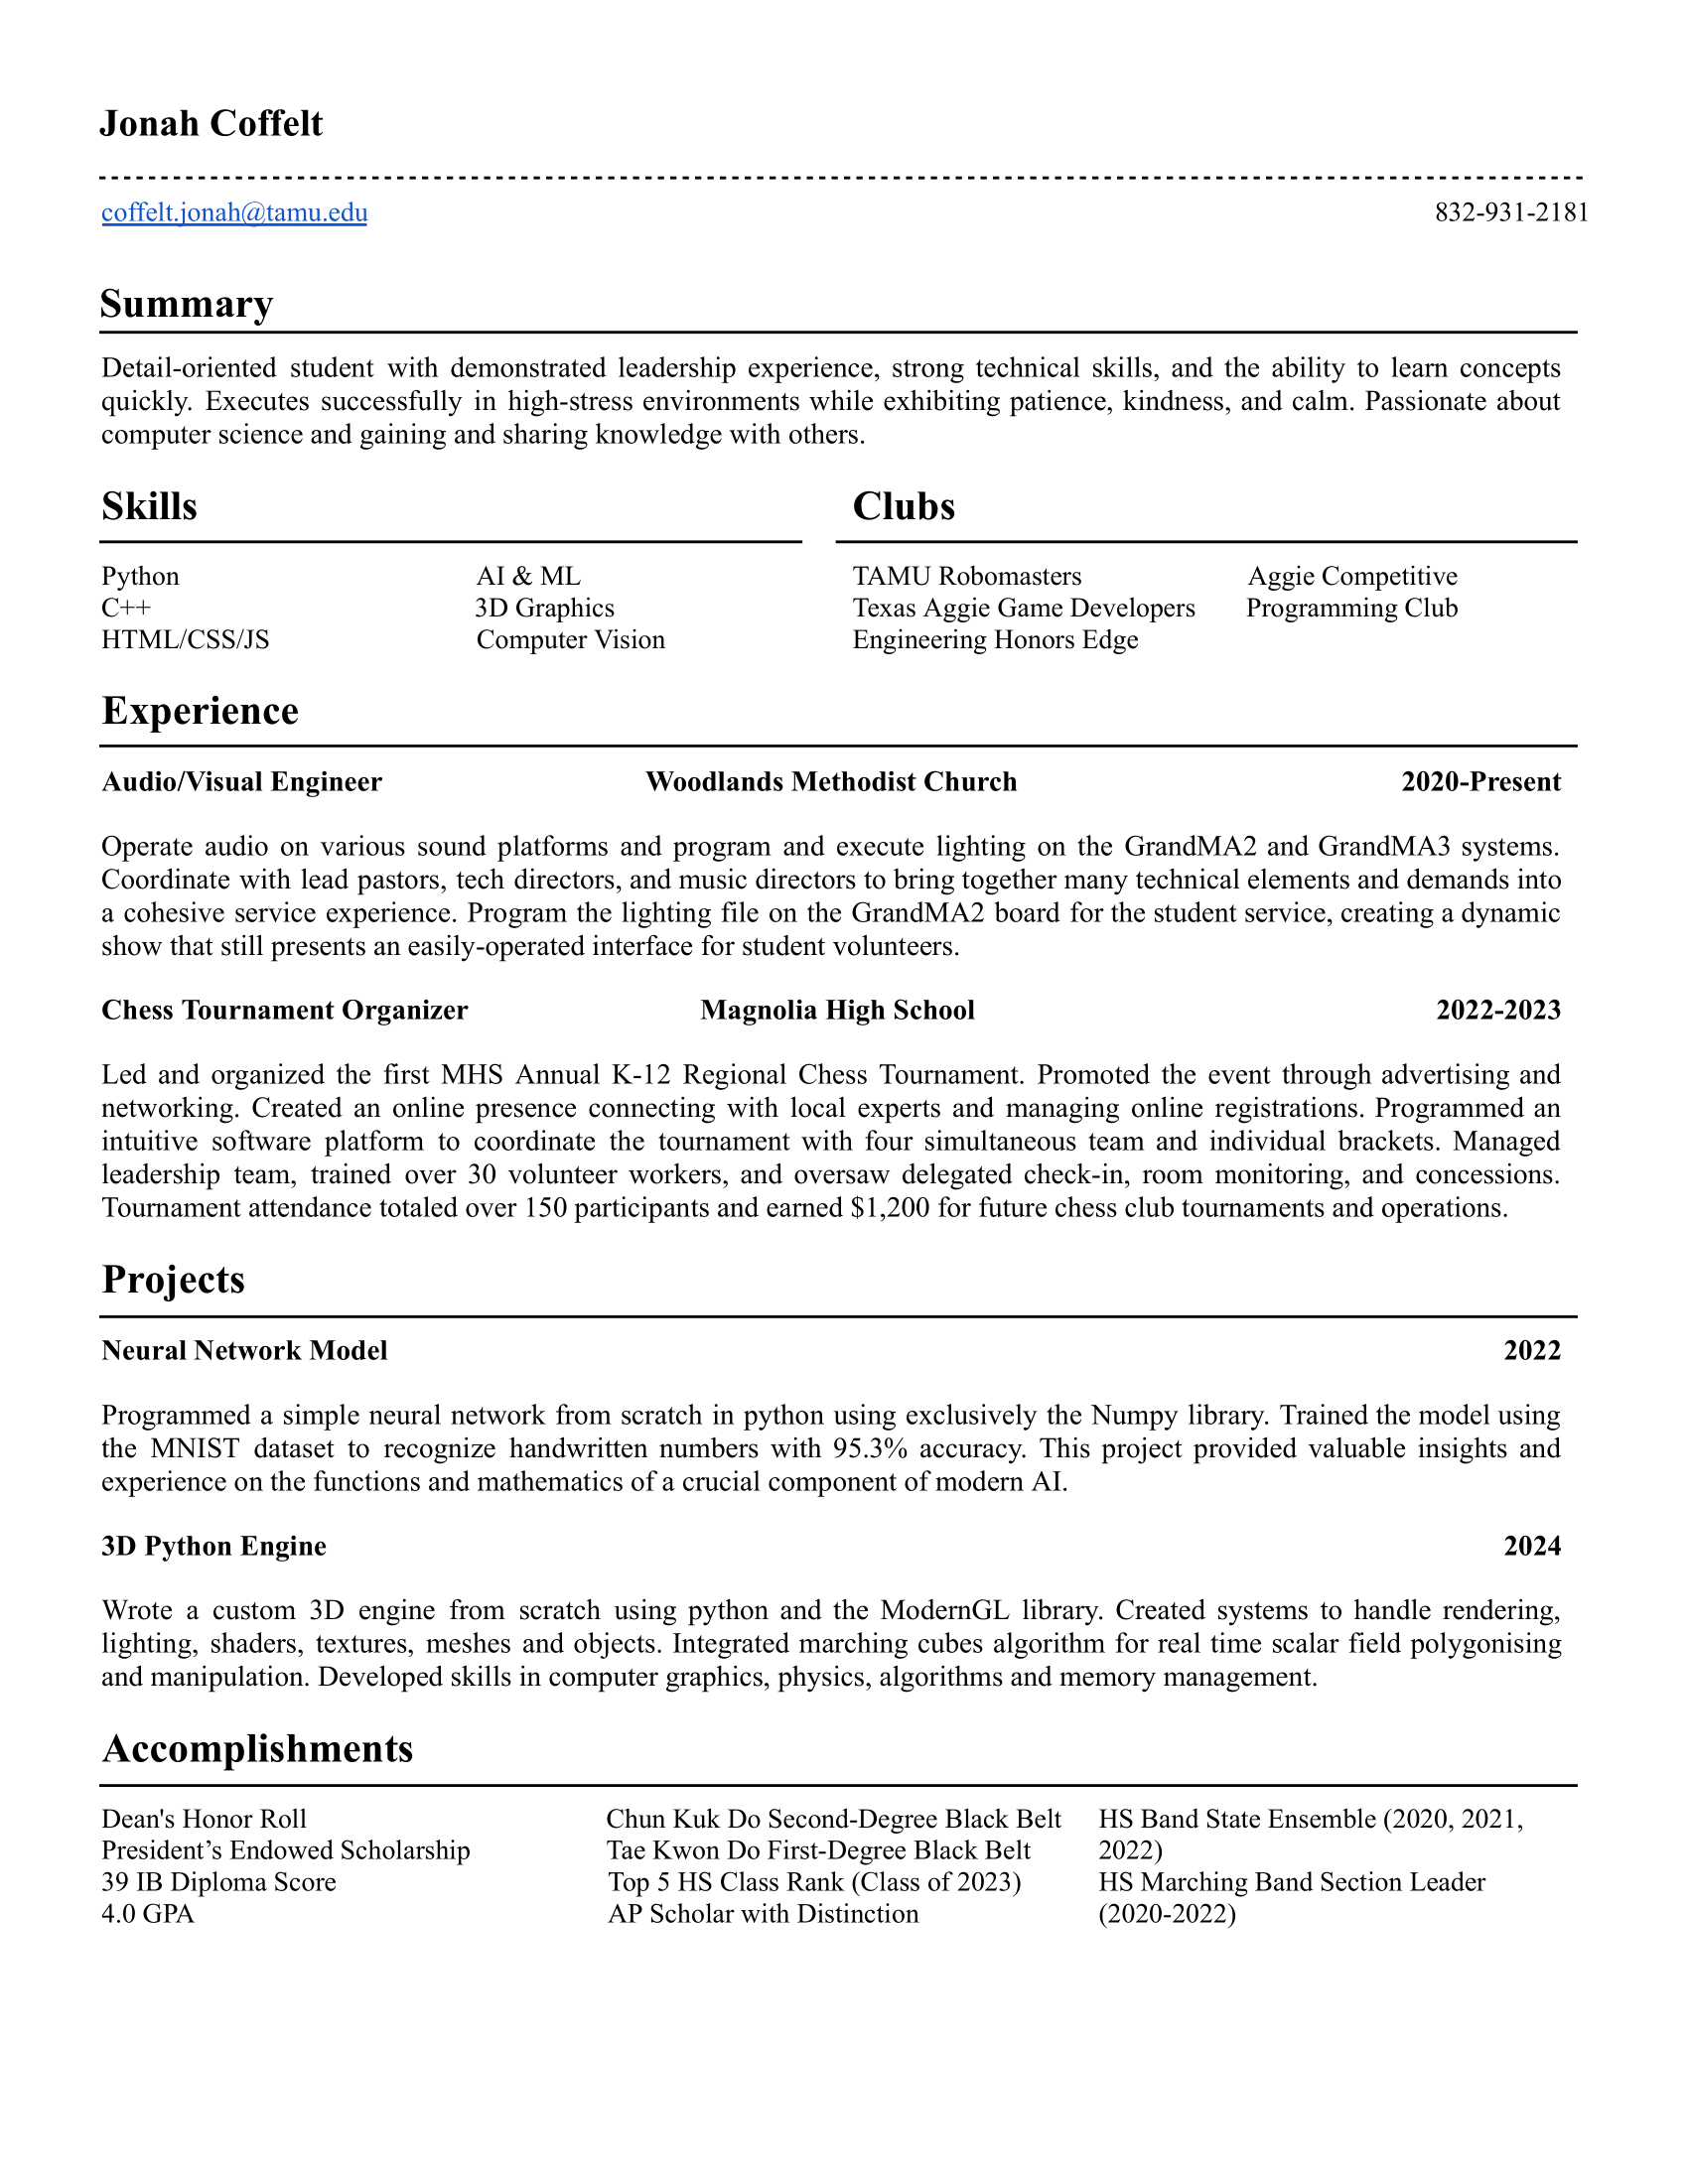 Jonah Coffelt
coffelt.jonah@tamu.edu 832-931-2181
Summary
Detail-oriented student with demonstrated leadership experience, strong technical skills, and the ability to learn concepts
quickly. Executes successfully in high-stress environments while exhibiting patience, kindness, and calm. Passionate about
computer science and gaining and sharing knowledge with others.
Skills
Python
C++
HTML/CSS/JS
AI & ML
3D Graphics
Computer Vision
Clubs
TAMU Robomasters
Texas Aggie Game Developers
Engineering Honors Edge
Aggie Competitive
Programming Club
Experience
Audio/Visual Engineer Woodlands Methodist Church 2020-Present
Operate audio on various sound platforms and program and execute lighting on the GrandMA2 and GrandMA3 systems.
Coordinate with lead pastors, tech directors, and music directors to bring together many technical elements and demands into
a cohesive service experience. Program the lighting file on the GrandMA2 board for the student service, creating a dynamic
show that still presents an easily-operated interface for student volunteers.
Chess Tournament Organizer Magnolia High School 2022-2023
Led and organized the first MHS Annual K-12 Regional Chess Tournament. Promoted the event through advertising and
networking. Created an online presence connecting with local experts and managing online registrations. Programmed an
intuitive software platform to coordinate the tournament with four simultaneous team and individual brackets. Managed
leadership team, trained over 30 volunteer workers, and oversaw delegated check-in, room monitoring, and concessions.
Tournament attendance totaled over 150 participants and earned $1,200 for future chess club tournaments and operations.
Projects
Neural Network Model 2022
Programmed a simple neural network from scratch in python using exclusively the Numpy library. Trained the model using
the MNIST dataset to recognize handwritten numbers with 95.3% accuracy. This project provided valuable insights and
experience on the functions and mathematics of a crucial component of modern AI.
3D Python Engine 2024
Wrote a custom 3D engine from scratch using python and the ModernGL library. Created systems to handle rendering,
lighting, shaders, textures, meshes and objects. Integrated marching cubes algorithm for real time scalar field polygonising
and manipulation. Developed skills in computer graphics, physics, algorithms and memory management.
Accomplishments
Dean's Honor Roll
President’s Endowed Scholarship
39 IB Diploma Score
4.0 GPA
Chun Kuk Do Second-Degree Black Belt
Tae Kwon Do First-Degree Black Belt
Top 5 HS Class Rank (Class of 2023)
AP Scholar with Distinction
HS Band State Ensemble (2020, 2021,
2022)
HS Marching Band Section Leader
(2020-2022)